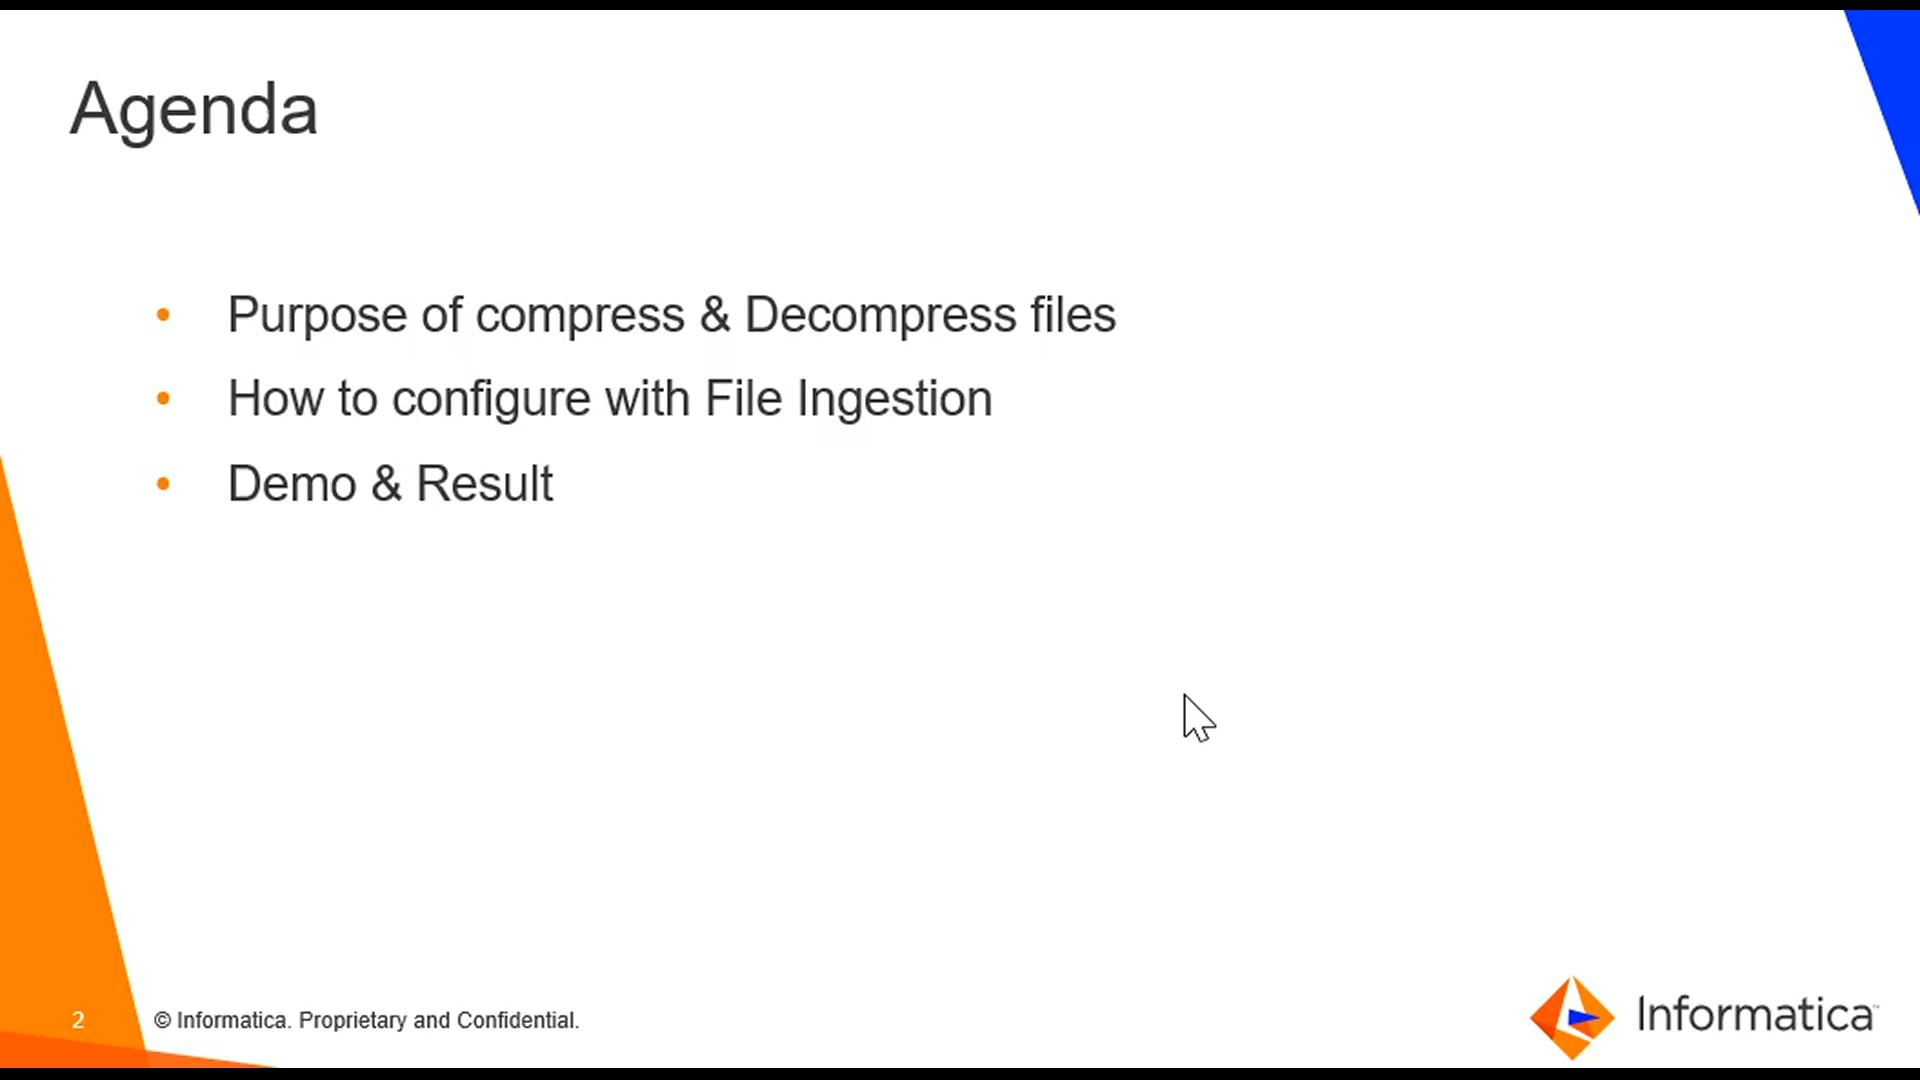 Agenda
• Purpose of compress & Decompress files
• How to configure with File Ingestion
• Demo & Result
2
© Informatica. Proprietary and Confidential.
Informatica™